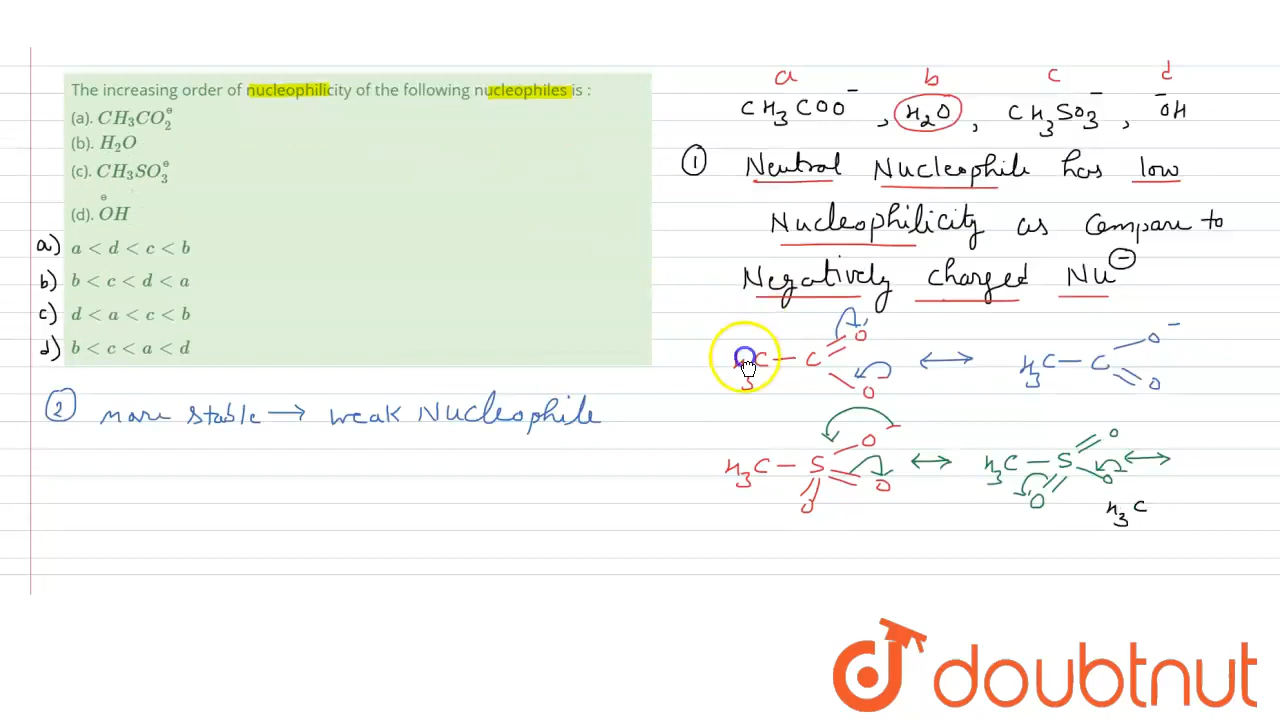 The increasing order of nucleophilicity of the following nucleophiles is :
(a). CH₃CO₂^⊖
(b). H₂O
(c). CH₃SO₃^⊖
(d). O^⊖H
a) a < d < c < b
b) b < c < d < a
c) d < a < c < b
d) b < c < a < d
② more stable → weak Nucleophile
a b c d
CH₃COO⁻, H₂O, CH₃SO₃⁻, ⁻OH
① Neutral Nucleophile has low
Nucleophilicity as compare to
Negatively charged Nu⊖
H₃C – C O O ↔ H₃C – C O⁻ O
H₃C – S O⁻ O O ↔ H₃C – S O O O ↔
H₃C
doubtnut